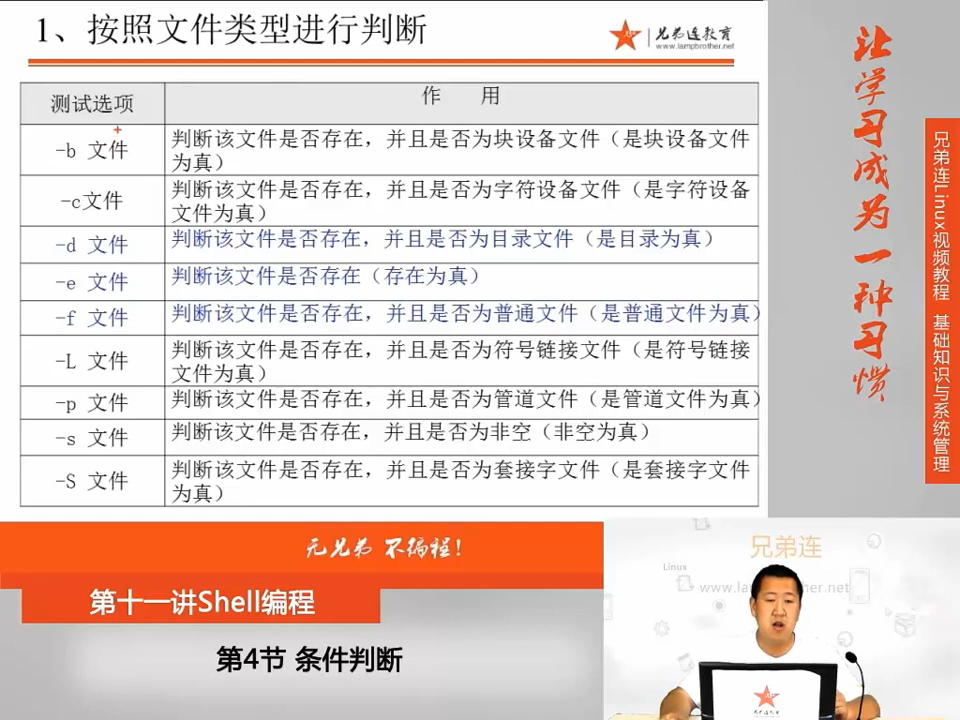 1、按照文件类型进行判断
兄弟连教育
www.lampbrother.net
测试选项
作 用
-b 文件
判断该文件是否存在，并且是否为块设备文件（是块设备文件
为真）
-c文件
判断该文件是否存在，并且是否为字符设备文件（是字符设备
文件为真）
-d 文件
判断该文件是否存在，并且是否为目录文件（是目录为真）
-e 文件
判断该文件是否存在（存在为真）
-f 文件
判断该文件是否存在，并且是否为普通文件（是普通文件为真）
-L 文件
判断该文件是否存在，并且是否为符号链接文件（是符号链接
文件为真）
-p 文件
判断该文件是否存在，并且是否为管道文件（是管道文件为真）
-s 文件
判断该文件是否存在，并且是否为非空（非空为真）
-S 文件
判断该文件是否存在，并且是否为套接字文件（是套接字文件
为真）
让学习成为一种习惯
兄弟连Linux视频教程 基础知识与系统管理
无兄弟 不编程！
第十一讲Shell编程
第4节 条件判断
兄弟连
Linux
兄弟连教育